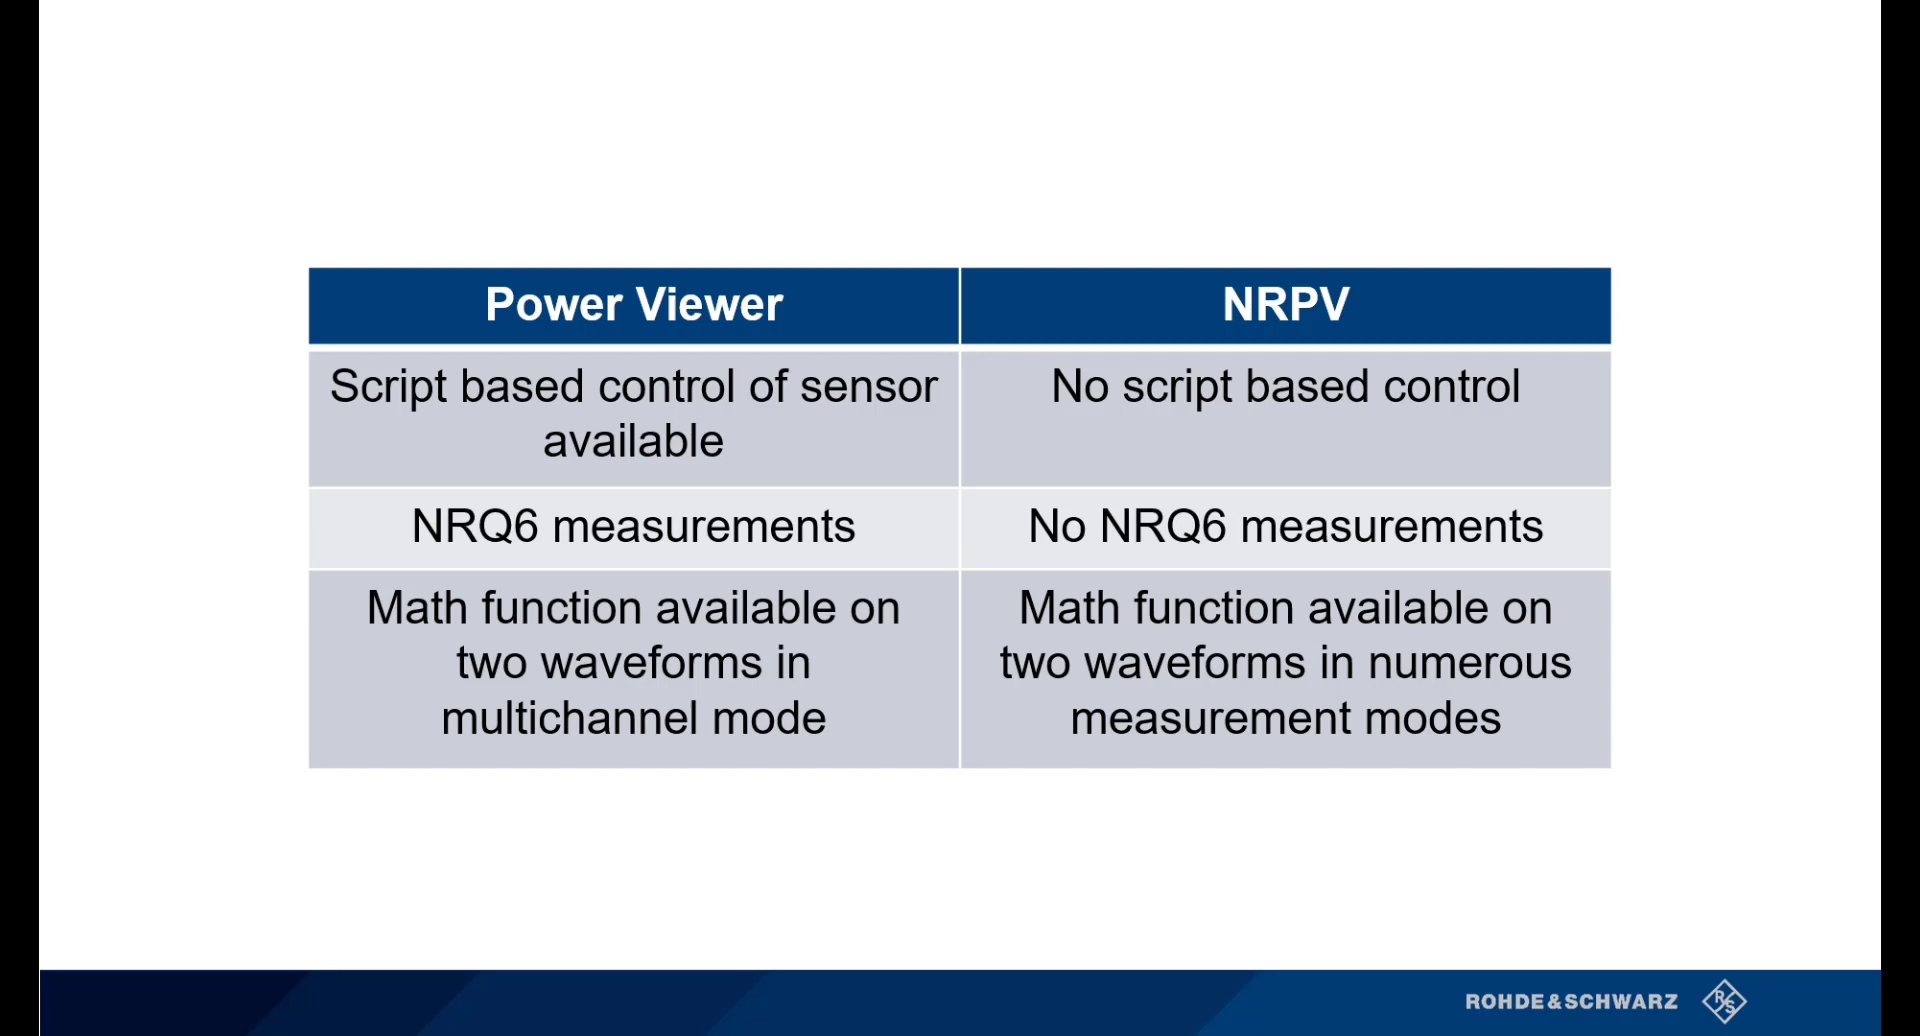 Power Viewer
NRPV
Script based control of sensor
available
No script based control
NRQ6 measurements
No NRQ6 measurements
Math function available on
two waveforms in
multichannel mode
Math function available on
two waveforms in numerous
measurement modes
ROHDE&SCHWARZ
RS